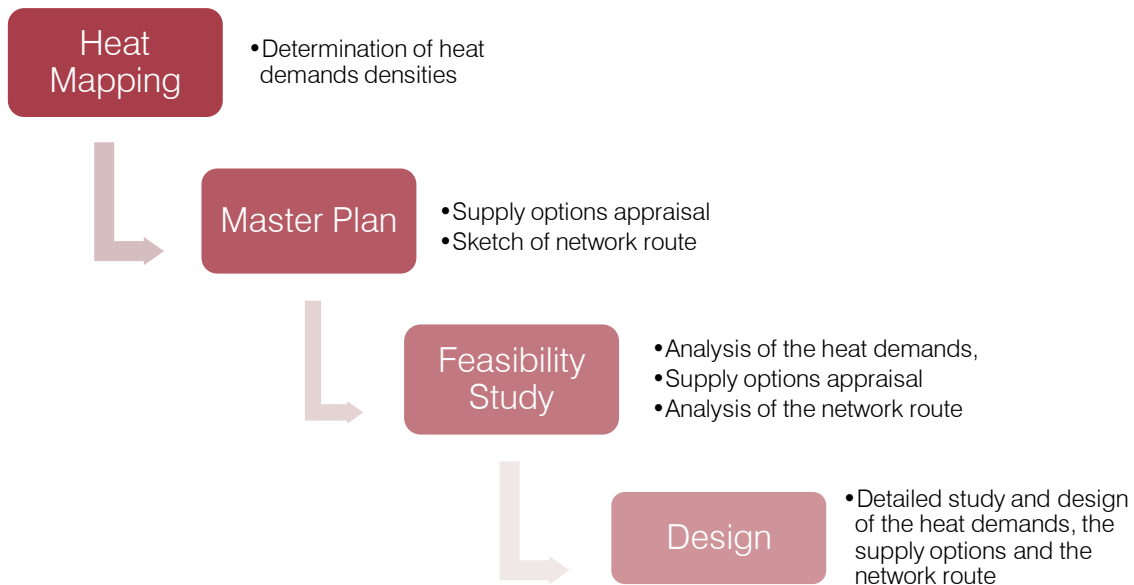 Heat
Mapping
•Determination of heat
demands densities
Master Plan
•Supply options appraisal
•Sketch of network route
Feasibility
Study
•Analysis of the heat demands,
•Supply options appraisal
•Analysis of the network route
Design
•Detailed study and design
of the heat demands, the
supply options and the
network route